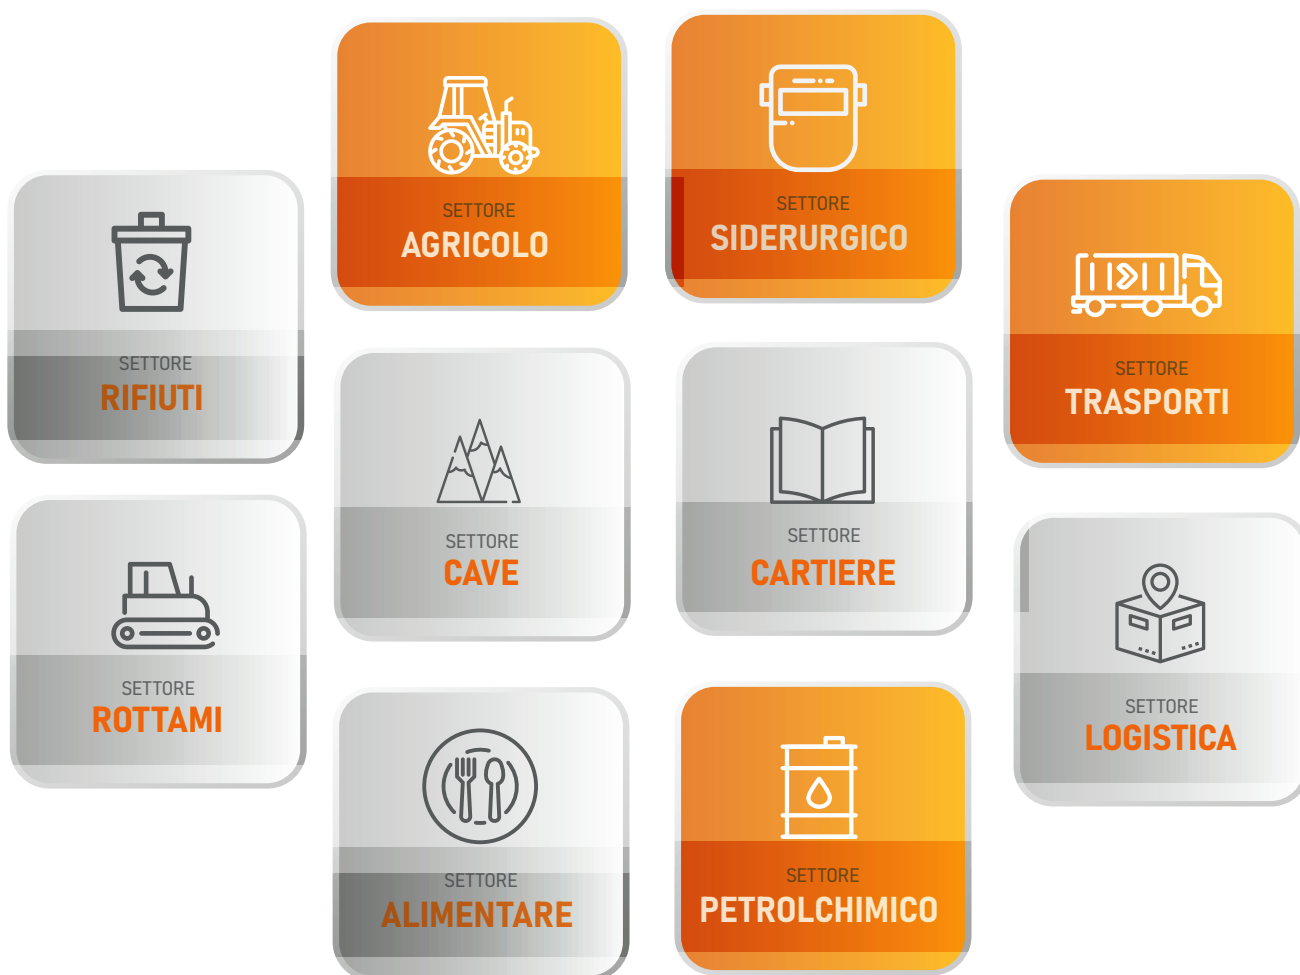 SETTORE
AGRICOLO
SETTORE
SIDERURGICO
SETTORE
RIFIUTI
SETTORE
TRASPORTI
SETTORE
CAVE
SETTORE
CARTIERE
SETTORE
ROTTAMI
SETTORE
LOGISTICA
SETTORE
ALIMENTARE
SETTORE
PETROLCHIMICO